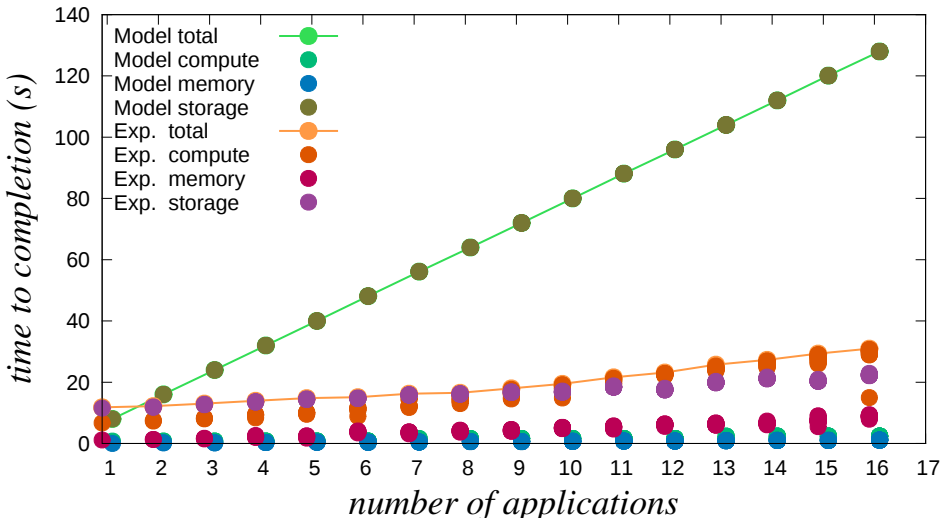 140
120
100
80
60
40
20
0
time to completion (s)
Model total
Model compute
Model memory
Model storage
Exp. total
Exp. compute
Exp. memory
Exp. storage
1 2 3 4 5 6 7 8 9 10 11 12 13 14 15 16 17
number of applications